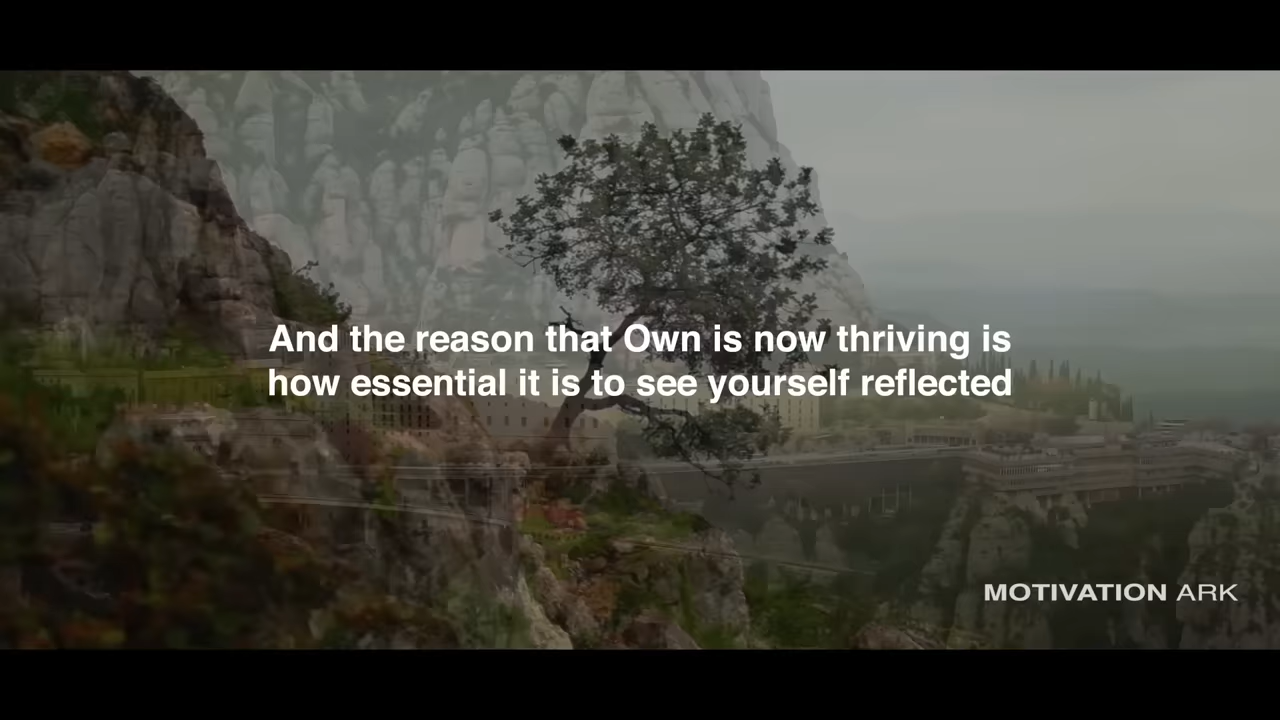 And the reason that Own is now thriving is
how essential it is to see yourself reflected
MOTIVATION ARK